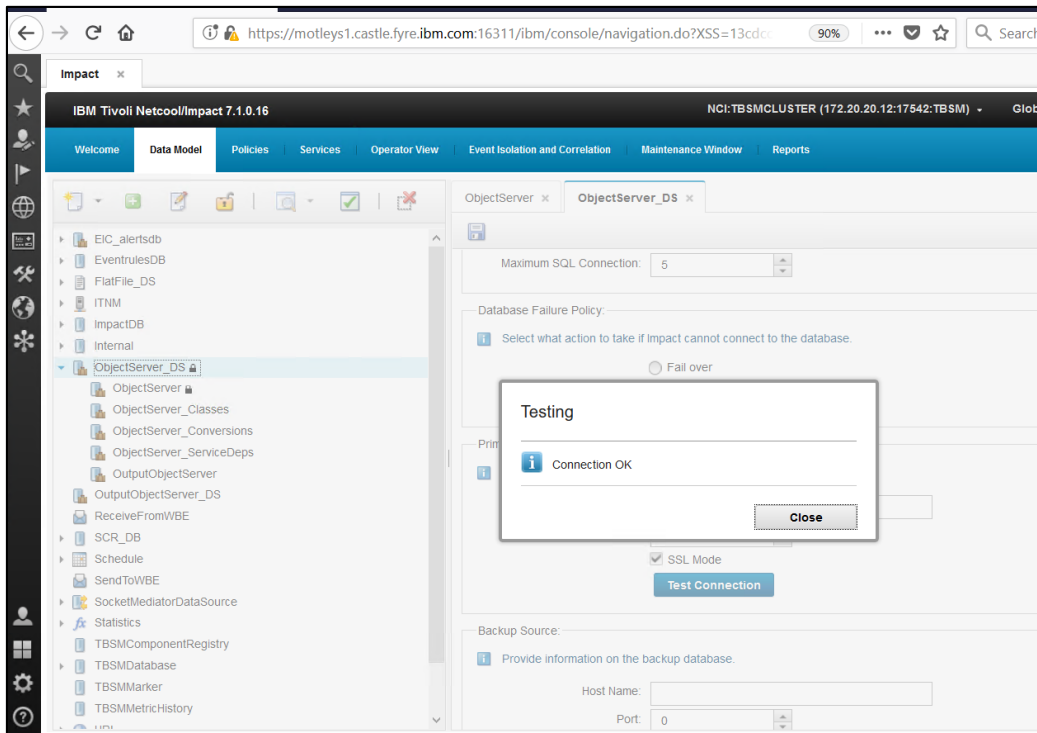 https://motleys1.castle.fyre.ibm.com:16311/ibm/console/navigation.do?XSS=13cdc
90%
Search
Impact
IBM Tivoli Netcool/Impact 7.1.0.16
NCI:TBSMCLUSTER (172.20.20.12:17542:TBSM)
Glob
Welcome
Data Model
Policies
Services
Operator View
Event Isolation and Correlation
Maintenance Window
Reports
EIC_alertsdb
EventrulesDB
FlatFile_DS
ITNM
ImpactDB
Internal
ObjectServer_DS
ObjectServer
ObjectServer_Classes
ObjectServer_Conversions
ObjectServer_ServiceDeps
OutputObjectServer
OutputObjectServer_DS
ReceiveFromWBE
SCR_DB
Schedule
SendToWBE
SocketMediatorDataSource
fx Statistics
TBSMComponentRegistry
TBSMDatabase
TBSMMarker
TBSMMetricHistory
ObjectServer
ObjectServer_DS
Maximum SQL Connection: 5
Database Failure Policy:
Select what action to take if Impact cannot connect to the database.
Fail over
Testing
Connection OK
Close
Prim
SSL Mode
Test Connection
Backup Source:
Provide information on the backup database.
Host Name:
Port: 0